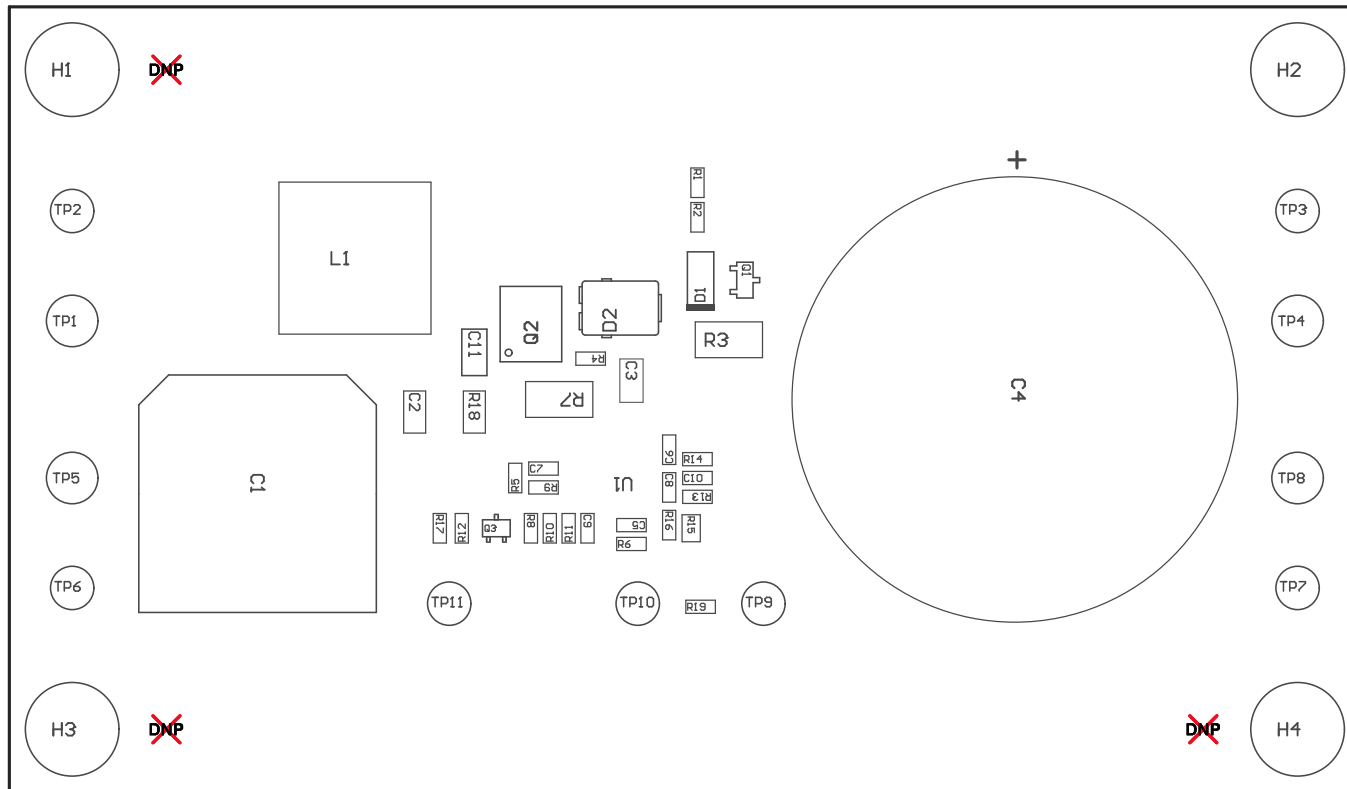 H1
DNP
H2
+
R1
R2
TP2
TP3
L1
Q1
D1
TP1
D2
Q2
C11
R3
TP4
R4
C3
C4
C2
R18
R7
C6
R14
C7
R5
R9
U1
C8
C10
R13
TP5
C1
TP8
R17
R12
Q3
R8
R10
R11
C9
C5
R6
R16
R15
TP6
TP7
TP11
TP10
TP9
R19
H3
DNP
DNP
H4